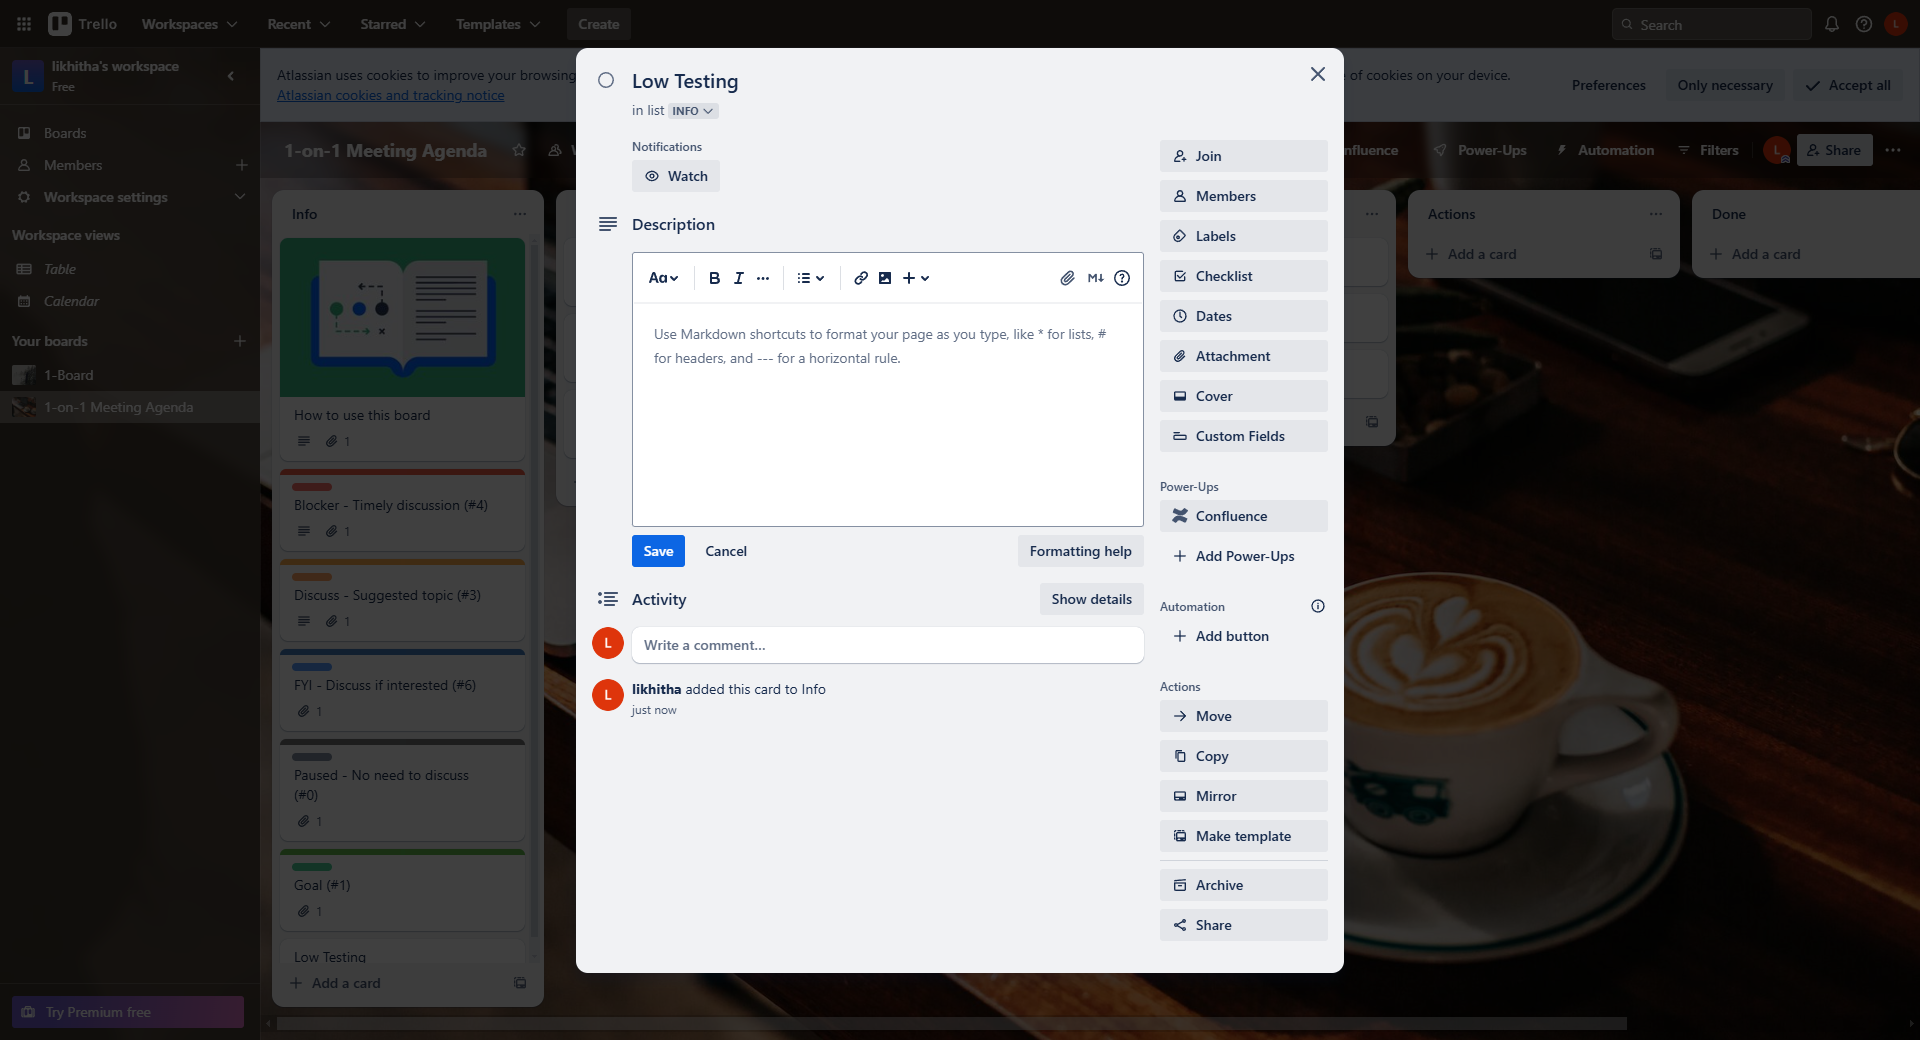 Trello
Workspaces
Recent
Starred
Templates
Create
Search
L
L
likhitha's workspace
Free
Boards
Members
Workspace settings
Workspace views
Table
Calendar
Your boards
1-Board
1-on-1 Meeting Agenda
Try Premium free
Atlassian uses cookies to improve your browsing
e of cookies on your device.
Atlassian cookies and tracking notice
Preferences
Only necessary
Accept all
1-on-1 Meeting Agenda
nfluence
Power-Ups
Automation
Filters
L
Share
Info
How to use this board
1
Blocker - Timely discussion (#4)
1
Discuss - Suggested topic (#3)
1
FYI - Discuss if interested (#6)
1
Paused - No need to discuss
(#0)
1
Goal (#1)
1
Low Testing
Add a card
Actions
Add a card
Done
Add a card
Low Testing
in list INFO
Notifications
Watch
Description
Aa
B I
M↓
Use Markdown shortcuts to format your page as you type, like * for lists, #
for headers, and --- for a horizontal rule.
Save
Cancel
Formatting help
Activity
Show details
L
Write a comment...
L
likhitha added this card to Info
just now
Join
Members
Labels
Checklist
Dates
Attachment
Cover
Custom Fields
Power-Ups
Confluence
Add Power-Ups
Automation
Add button
Actions
Move
Copy
Mirror
Make template
Archive
Share